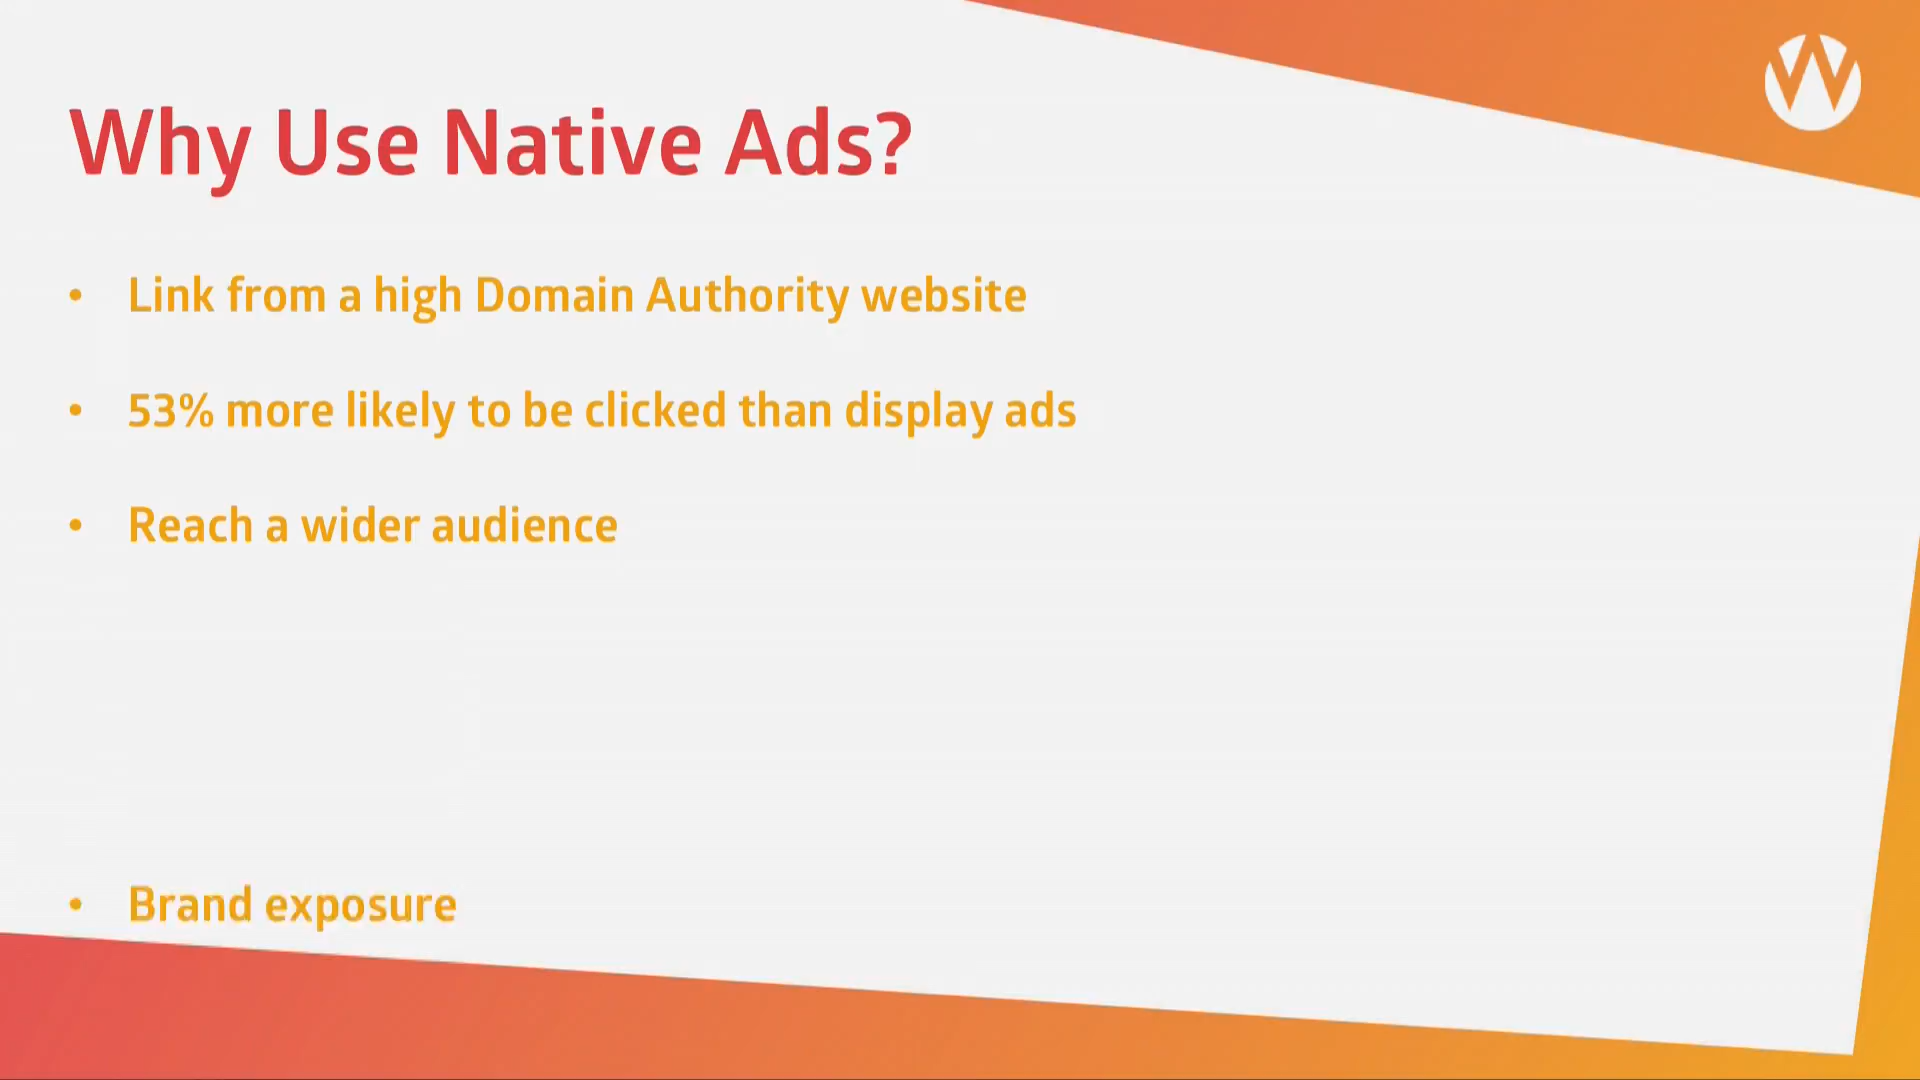 Why Use Native Ads?
• Link from a high Domain Authority website
• 53% more likely to be clicked than display ads
• Reach a wider audience
• Brand exposure